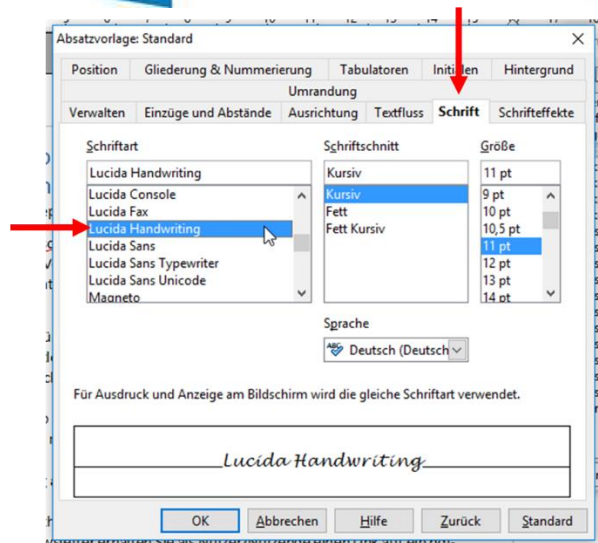 Absatzvorlage: Standard
Position Gliederung & Nummerierung Tabulatoren Hintergrund
Umrandung
Verwalten Einzüge und Abstände Ausrichtung Textfluss Schrift Schrifteffekte
Schriftart Schriftschnitt Größe
Lucida Handwriting Kursiv 11 pt
Lucida Console Kursiv 9 pt
Lucida Fax Fett 10 pt
Lucida Handwriting Fett Kursiv 10,5 pt
Lucida Sans 11 pt
Lucida Sans Typewriter 12 pt
Lucida Sans Unicode 13 pt
Magneto 14 pt
Sprache
Deutsch (Deutsch
Für Ausdruck und Anzeige am Bildschirm wird die gleiche Schriftart verwendet.
Lucida Handwriting
OK Abbrechen Hilfe Zurück Standard